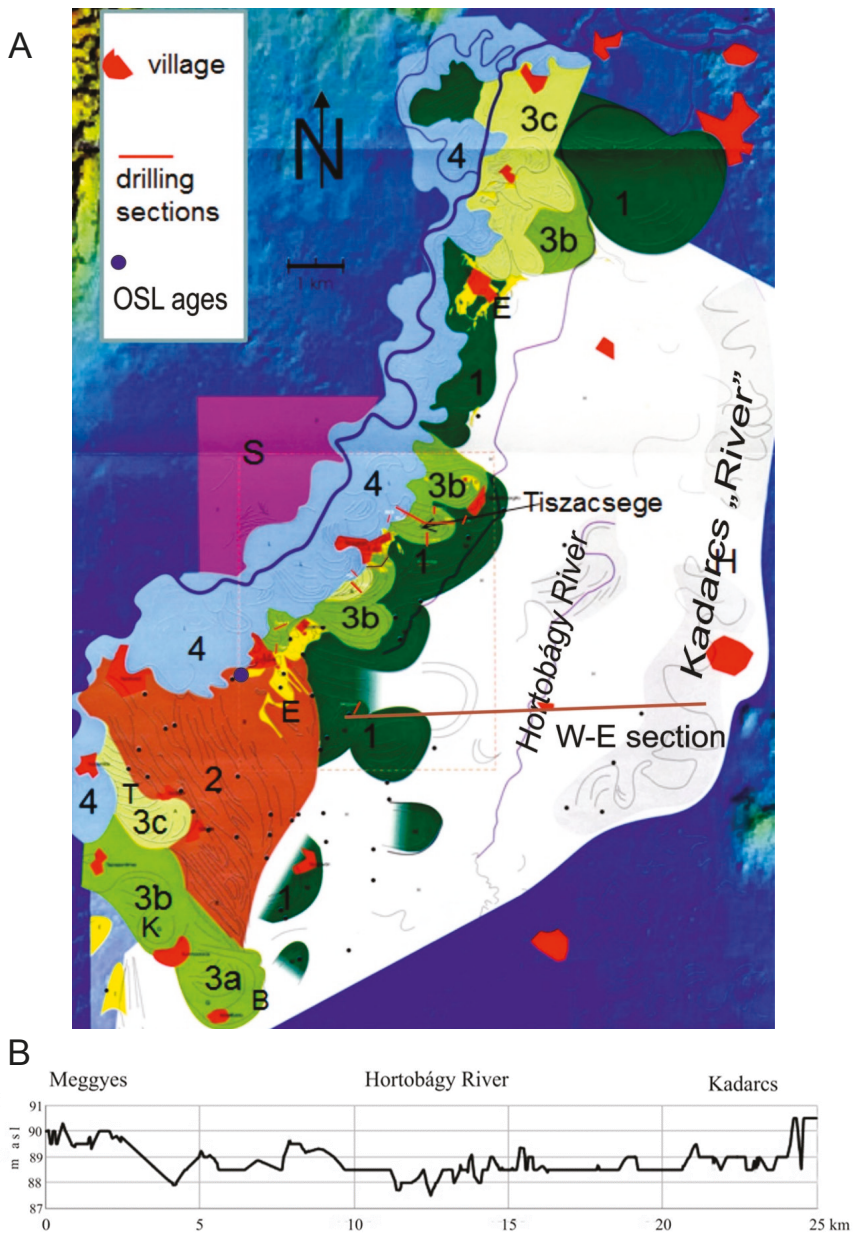 A
village
drilling
sections
OSL ages
N
1 km
3c
4
1
3b
E
1
S
4
3b
Tiszacsege
1
Kadarcs „River”
H
Hortobágy River
3b
4
E
1
W-E section
2
T
4
3c
3b
K
1
3a
B
B
Meggyes
Hortobágy River
Kadarcs
91
90
89
88
87
m asl
0
5
10
15
20
25 km